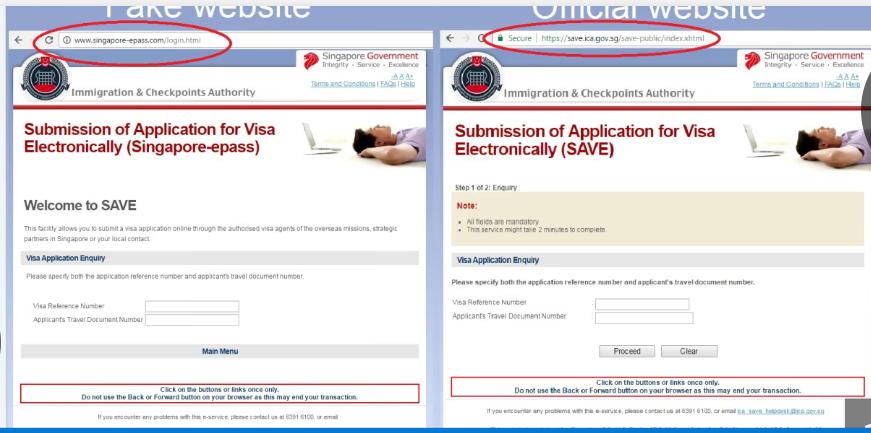 Fake website
www.singapore-epass.com/login.html
Singapore Government
Integrity · Service · Excellence
-A A A+
Terms and Conditions | FAQs | Help
Immigration & Checkpoints Authority
Submission of Application for Visa
Electronically (Singapore-epass)
Welcome to SAVE
This facility allows you to submit a visa application online through the authorised visa agents of the overseas missions, strategic
partners in Singapore or your local contact.
Visa Application Enquiry
Please specify both the application reference number and applicant's travel document number.
Visa Reference Number
Applicant's Travel Document Number
Main Menu
Click on the buttons or links once only.
Do not use the Back or Forward button on your browser as this may end your transaction.
If you encounter any problems with this e-service, please contact us at 6391 6100, or email
Official website
Secure https://save.ica.gov.sg/save-public/index.xhtml
Singapore Government
Integrity · Service · Excellence
-A A A+
Terms and Conditions | FAQs | Help
Immigration & Checkpoints Authority
Submission of Application for Visa
Electronically (SAVE)
Step 1 of 2: Enquiry
Note:
All fields are mandatory
This service might take 2 minutes to complete.
Visa Application Enquiry
Please specify both the application reference number and applicant's travel document number.
Visa Reference Number :
Applicant's Travel Document Number :
Proceed Clear
Click on the buttons or links once only.
Do not use the Back or Forward button on your browser as this may end your transaction.
If you encounter any problems with this e-service, please contact us at 6391 6100, or email ica_save_helpdesk@ica.gov.sg